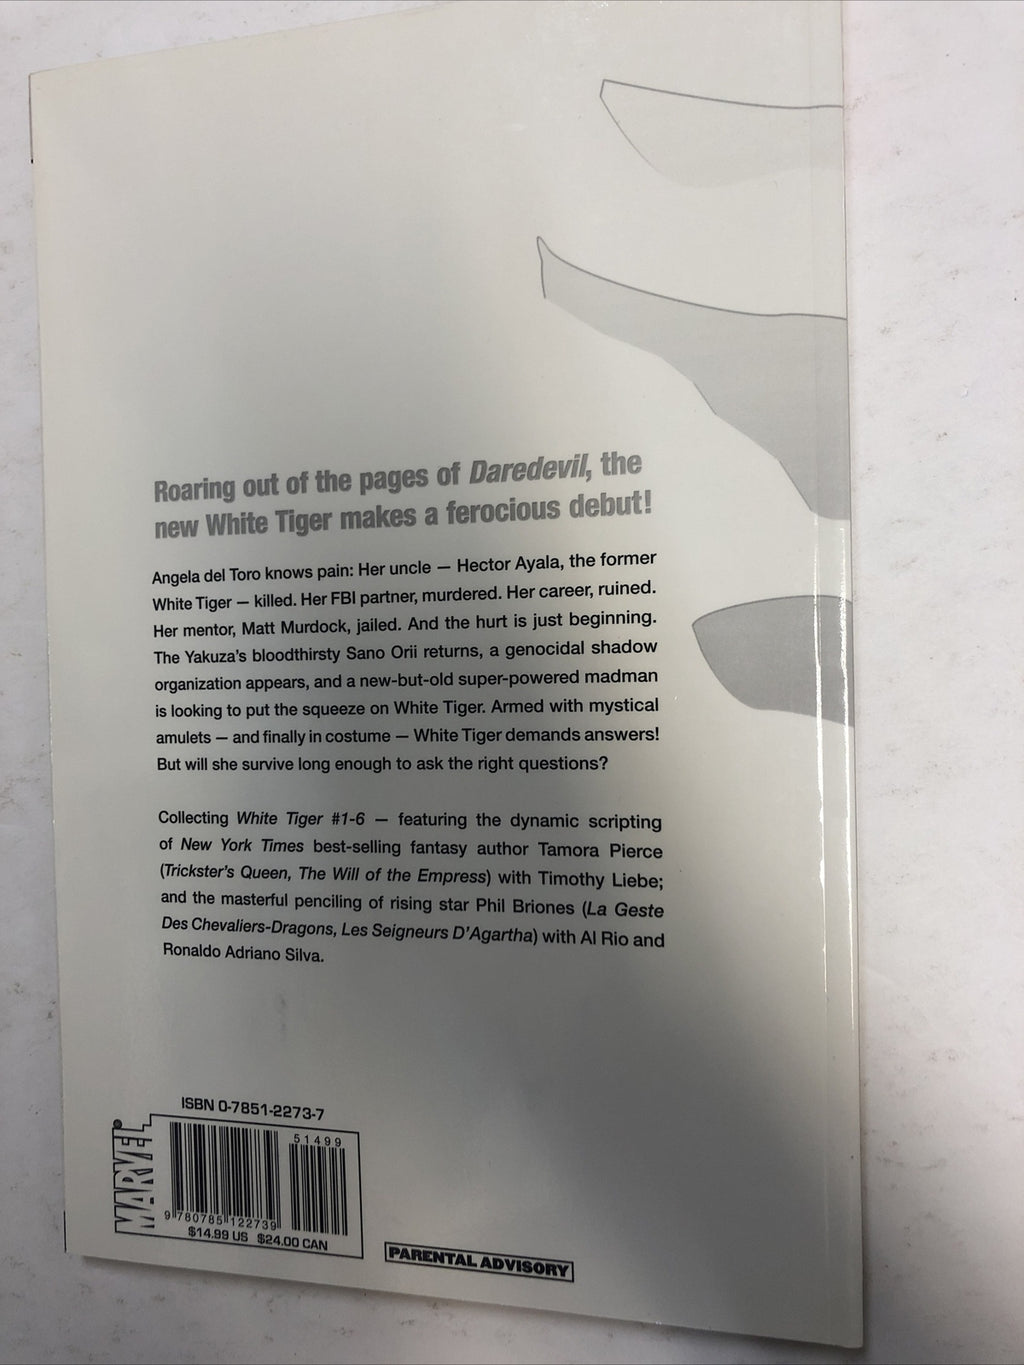 Roaring out of the pages of Daredevil, the
new White Tiger makes a ferocious debut!
Angela del Toro knows pain: Her uncle — Hector Ayala, the former
White Tiger — killed. Her FBI partner, murdered. Her career, ruined.
Her mentor, Matt Murdock, jailed. And the hurt is just beginning.
The Yakuza's bloodthirsty Sano Orii returns, a genocidal shadow
organization appears, and a new-but-old super-powered madman
is looking to put the squeeze on White Tiger. Armed with mystical
amulets — and finally in costume — White Tiger demands answers!
But will she survive long enough to ask the right questions?
Collecting White Tiger #1-6 — featuring the dynamic scripting
of New York Times best-selling fantasy author Tamora Pierce
(Trickster's Queen, The Will of the Empress) with Timothy Liebe;
and the masterful penciling of rising star Phil Briones (La Geste
Des Chevaliers-Dragons, Les Seigneurs D'Agartha) with Al Rio and
Ronaldo Adriano Silva.
ISBN 0-7851-2273-7
MARVEL®
51499
9 780785 122739
$14.99 US $24.00 CAN
PARENTAL ADVISORY